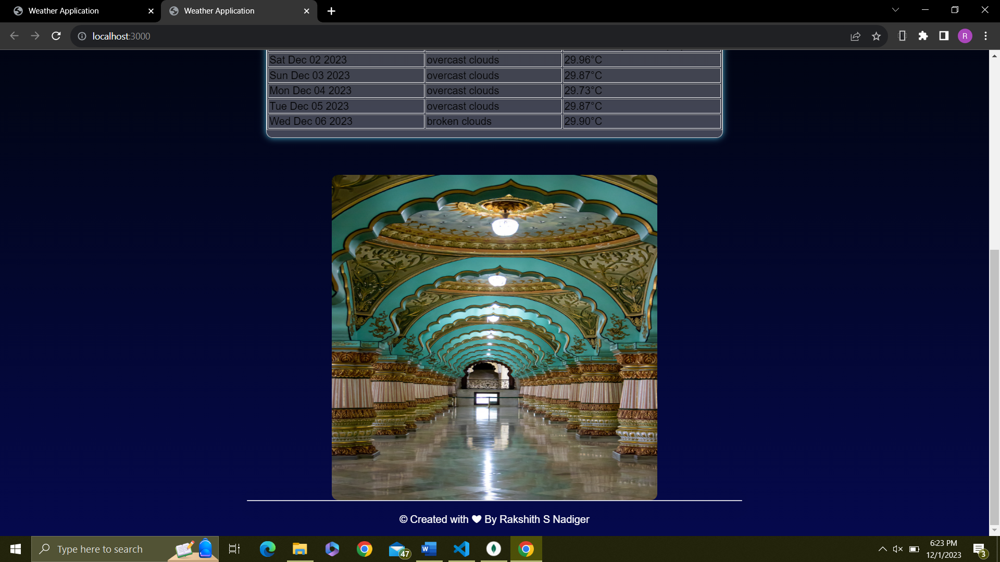 Weather Application
Weather Application
localhost:3000
R
Sat Dec 02 2023 overcast clouds 29.96°C
Sun Dec 03 2023 overcast clouds 29.87°C
Mon Dec 04 2023 overcast clouds 29.73°C
Tue Dec 05 2023 overcast clouds 29.87°C
Wed Dec 06 2023 broken clouds 29.90°C
© Created with ♥ By Rakshith S Nadiger
Type here to search
47
W
6:23 PM
12/1/2023
3